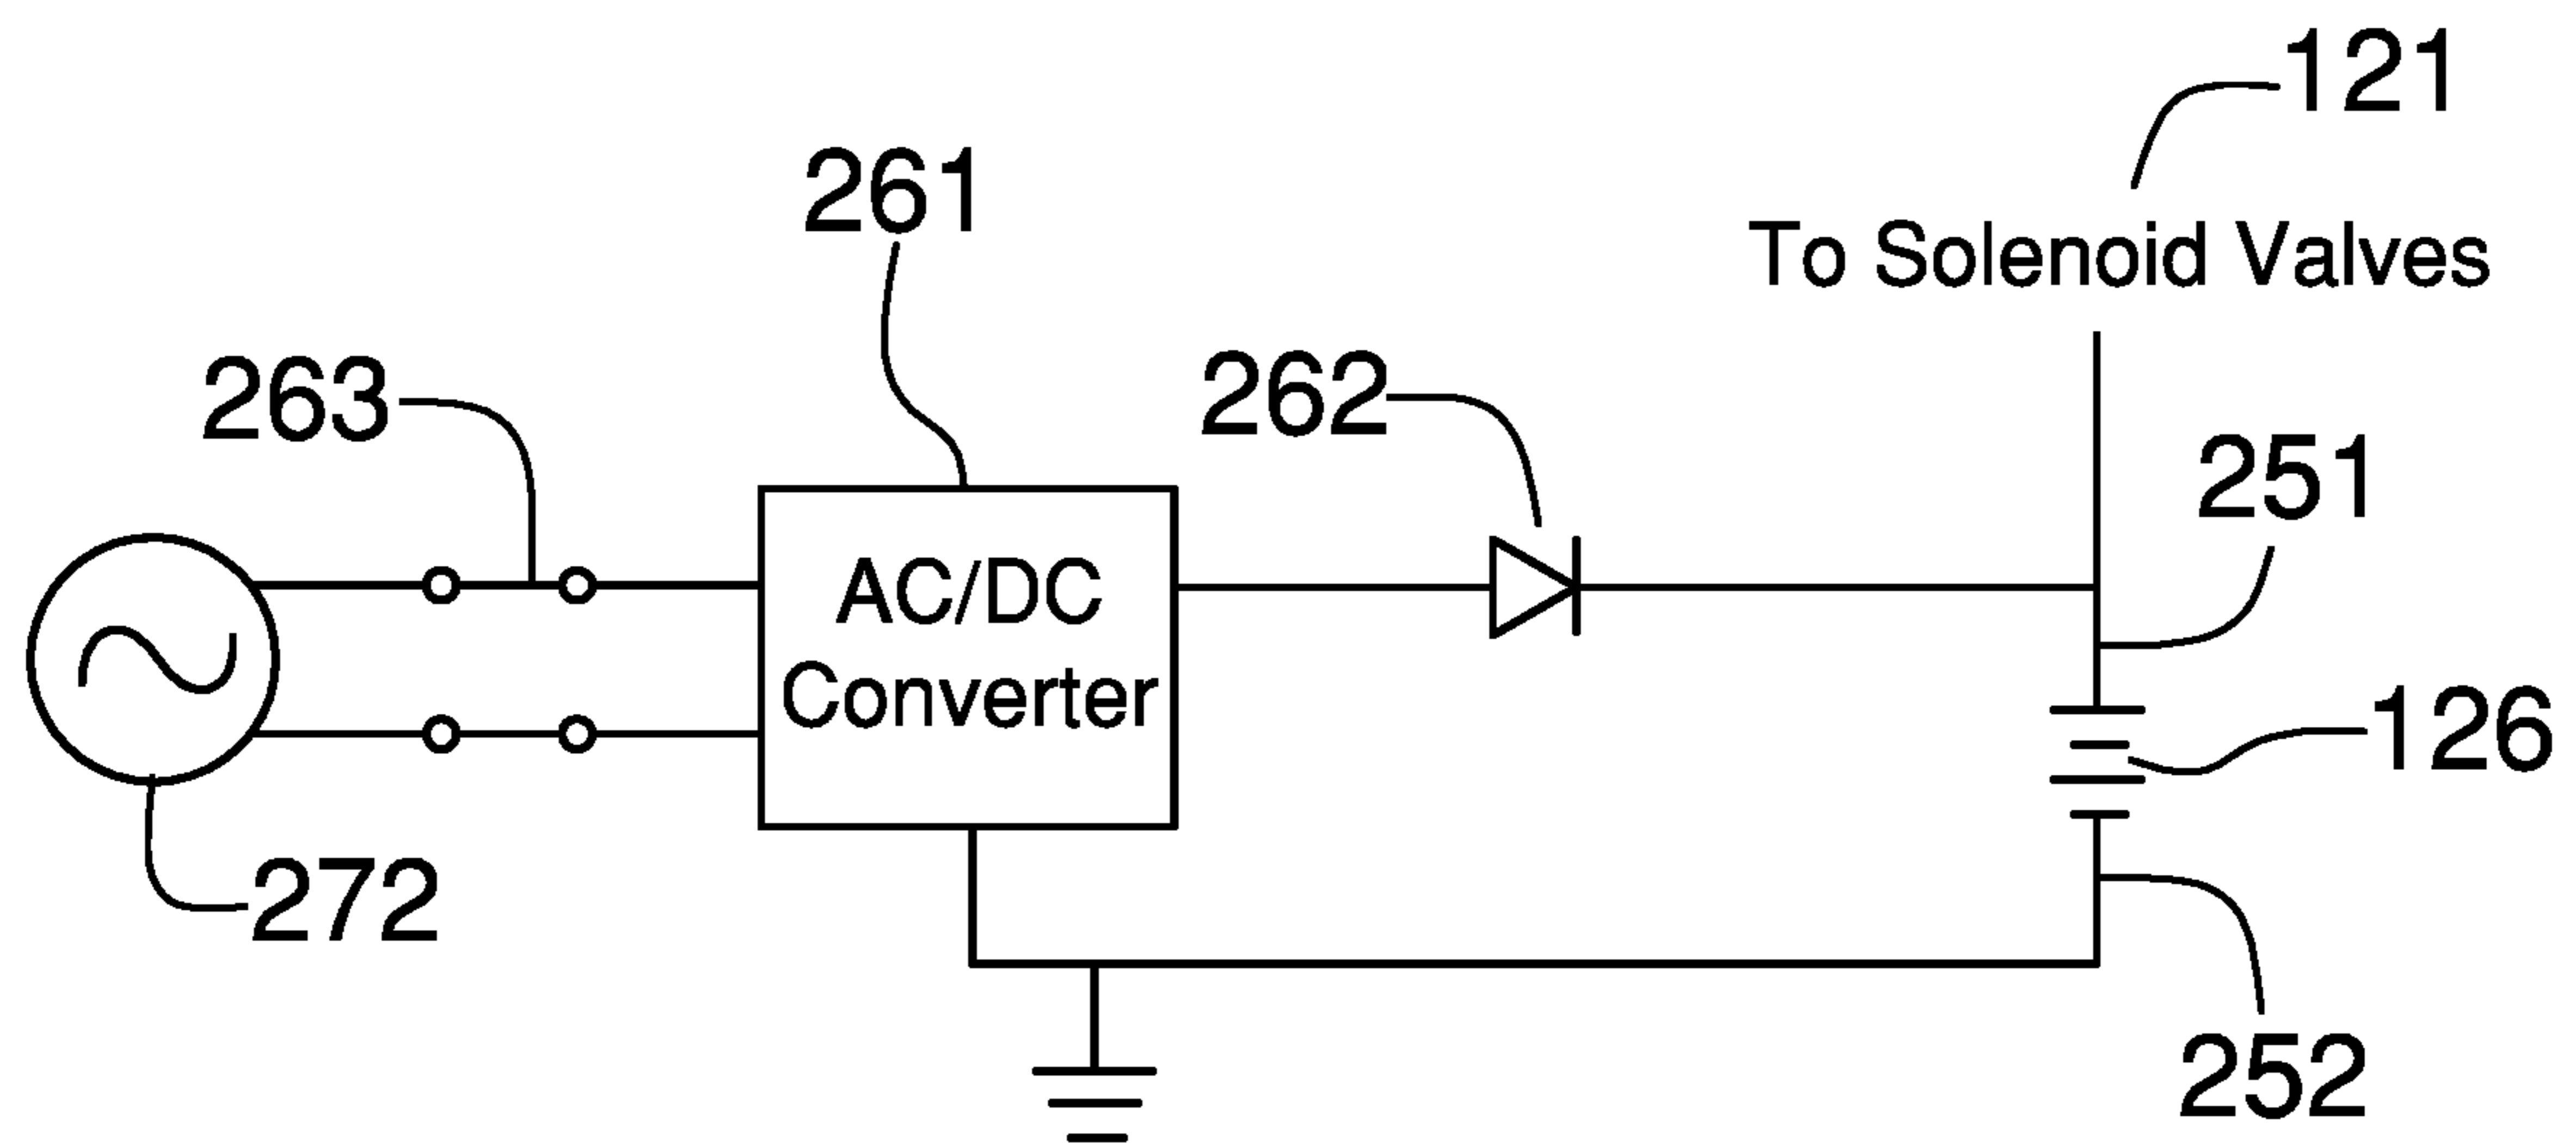 121
261
To Solenoid Valves
263
262
251
AC/DC
Converter
126
272
252